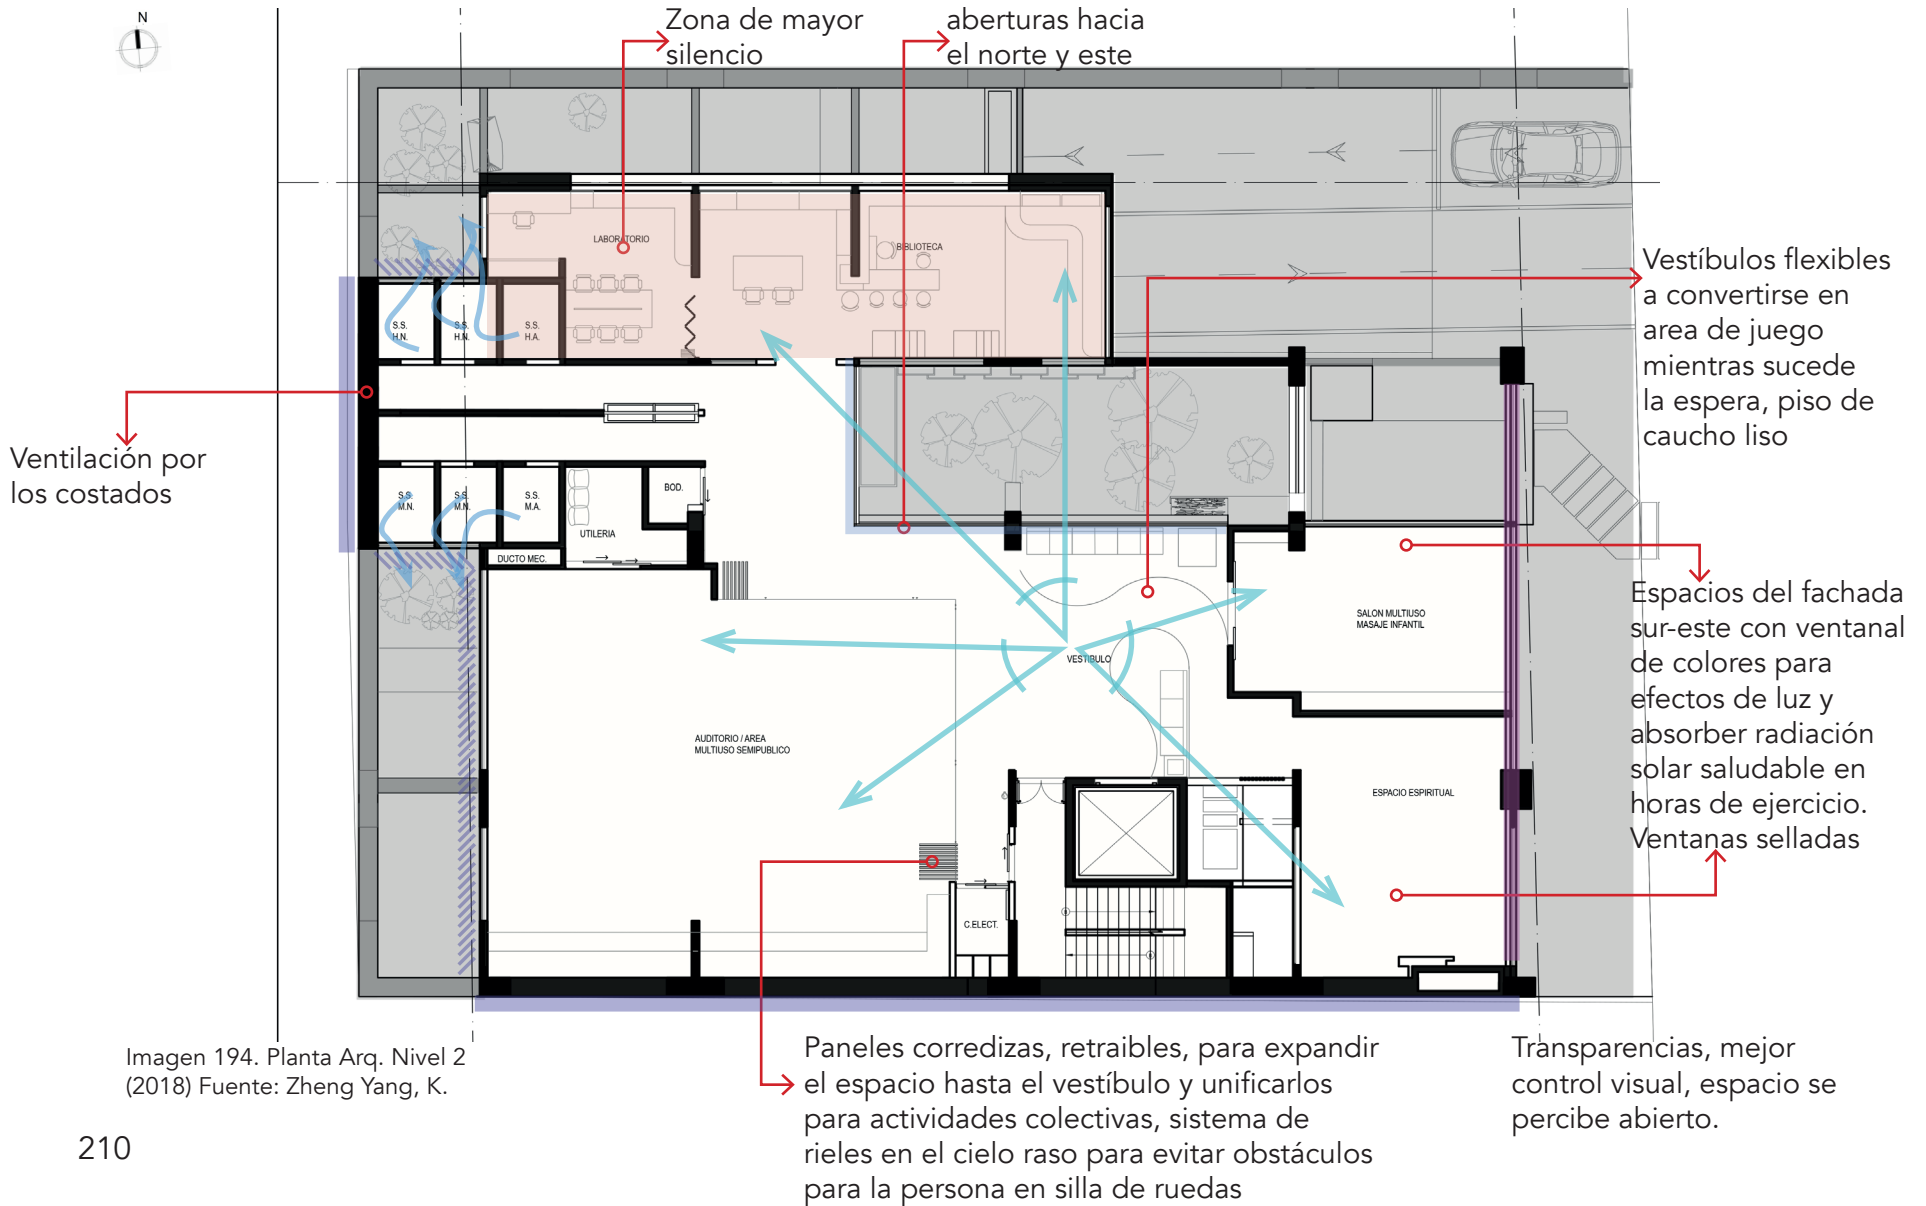 N
Zona de mayor
silencio
aberturas hacia
el norte y este
LABORATORIO
BIBLIOTECA
Vestíbulos flexibles
a convertirse en
area de juego
mientras sucede
la espera, piso de
caucho liso
S.S.
H.N.
S.S.
H.N.
S.S.
H.A.
Ventilación por
los costados
S.S.
M.N.
S.S.
M.N.
S.S.
M.A.
BOD.
UTILERIA
DUCTO MEC.
Espacios del fachada
sur-este con ventanal
de colores para
efectos de luz y
absorber radiación
solar saludable en
horas de ejercicio.
Ventanas selladas
SALON MULTIUSO
MASAJE INFANTIL
VESTIBULO
AUDITORIO / AREA
MULTIUSO SEMIPUBLICO
ESPACIO ESPIRITUAL
C.ELECT.
Imagen 194. Planta Arq. Nivel 2
(2018) Fuente: Zheng Yang, K.
Paneles corredizas, retraibles, para expandir
el espacio hasta el vestíbulo y unificarlos
para actividades colectivas, sistema de
rieles en el cielo raso para evitar obstáculos
para la persona en silla de ruedas
Transparencias, mejor
control visual, espacio se
percibe abierto.
210